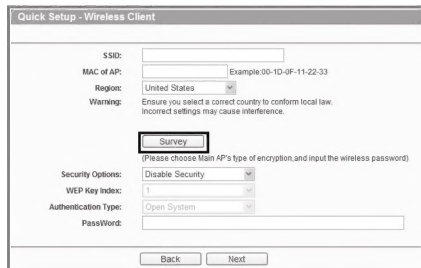 Quick Setup - Wireless Client
SSID:
MAC of AP: Example:00-1D-0F-11-22-33
Region: United States
Warning: Ensure you select a correct country to conform local law.
Incorrect settings may cause interference.
Survey
(Please choose Main AP's type of encryption,and input the wireless password)
Security Options: Disable Security
WEP Key Index: 1
Authentication Type: Open System
PassWord:
Back Next